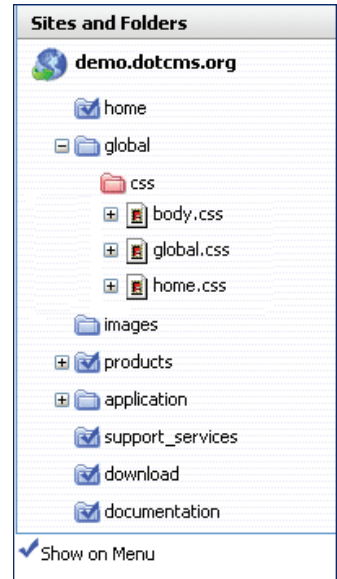 Sites and Folders
demo.dotcms.org
home
global
css
body.css
global.css
home.css
images
products
application
support_services
download
documentation
Show on Menu